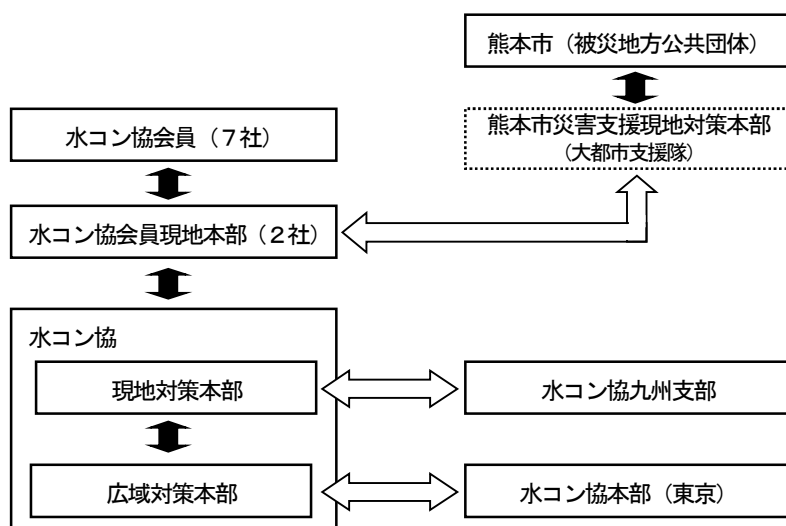 熊本市（被災地方公共団体）
熊本市災害支援現地対策本部
（大都市支援隊）
水コン協会員（７社）
水コン協会員現地本部（２社）
水コン協
現地対策本部
水コン協九州支部
広域対策本部
水コン協本部（東京）